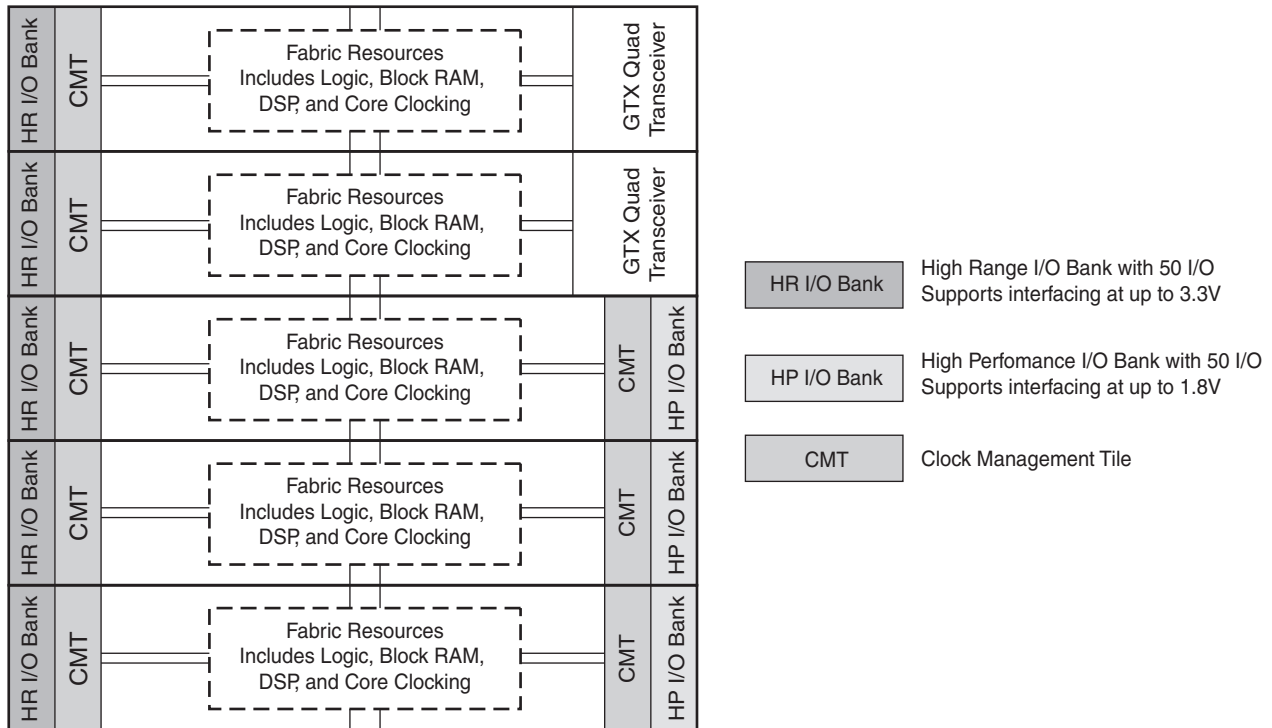 HR I/O Bank
CMT
Fabric Resources
Includes Logic, Block RAM,
DSP, and Core Clocking
GTX Quad
Transceiver
HR I/O Bank
CMT
Fabric Resources
Includes Logic, Block RAM,
DSP, and Core Clocking
GTX Quad
Transceiver
HR I/O Bank
CMT
Fabric Resources
Includes Logic, Block RAM,
DSP, and Core Clocking
CMT
HP I/O Bank
HR I/O Bank
CMT
Fabric Resources
Includes Logic, Block RAM,
DSP, and Core Clocking
CMT
HP I/O Bank
HR I/O Bank
CMT
Fabric Resources
Includes Logic, Block RAM,
DSP, and Core Clocking
CMT
HP I/O Bank
HR I/O Bank
High Range I/O Bank with 50 I/O
Supports interfacing at up to 3.3V
HP I/O Bank
High Perfomance I/O Bank with 50 I/O
Supports interfacing at up to 1.8V
CMT
Clock Management Tile